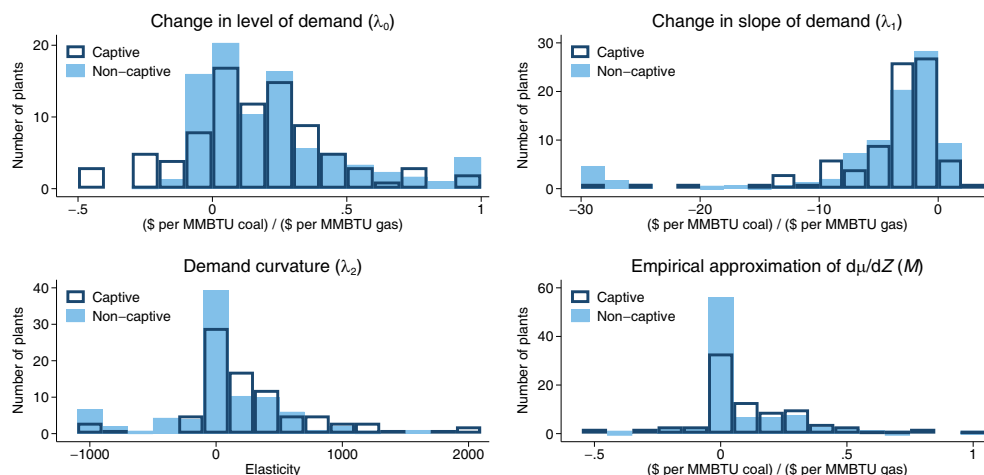 Change in level of demand (λ0)
Number of plants
20
10
0
Captive
Non−captive
−.5 0 .5 1
($ per MMBTU coal) / ($ per MMBTU gas)
Change in slope of demand (λ1)
Number of plants
30
20
10
0
Captive
Non−captive
−30 −20 −10 0
($ per MMBTU coal) / ($ per MMBTU gas)
Demand curvature (λ2)
Number of plants
40
30
20
10
0
Captive
Non−captive
−1000 0 1000 2000
Elasticity
Empirical approximation of dμ/dZ (M)
Number of plants
60
40
20
0
Captive
Non−captive
−.5 0 .5 1
($ per MMBTU coal) / ($ per MMBTU gas)